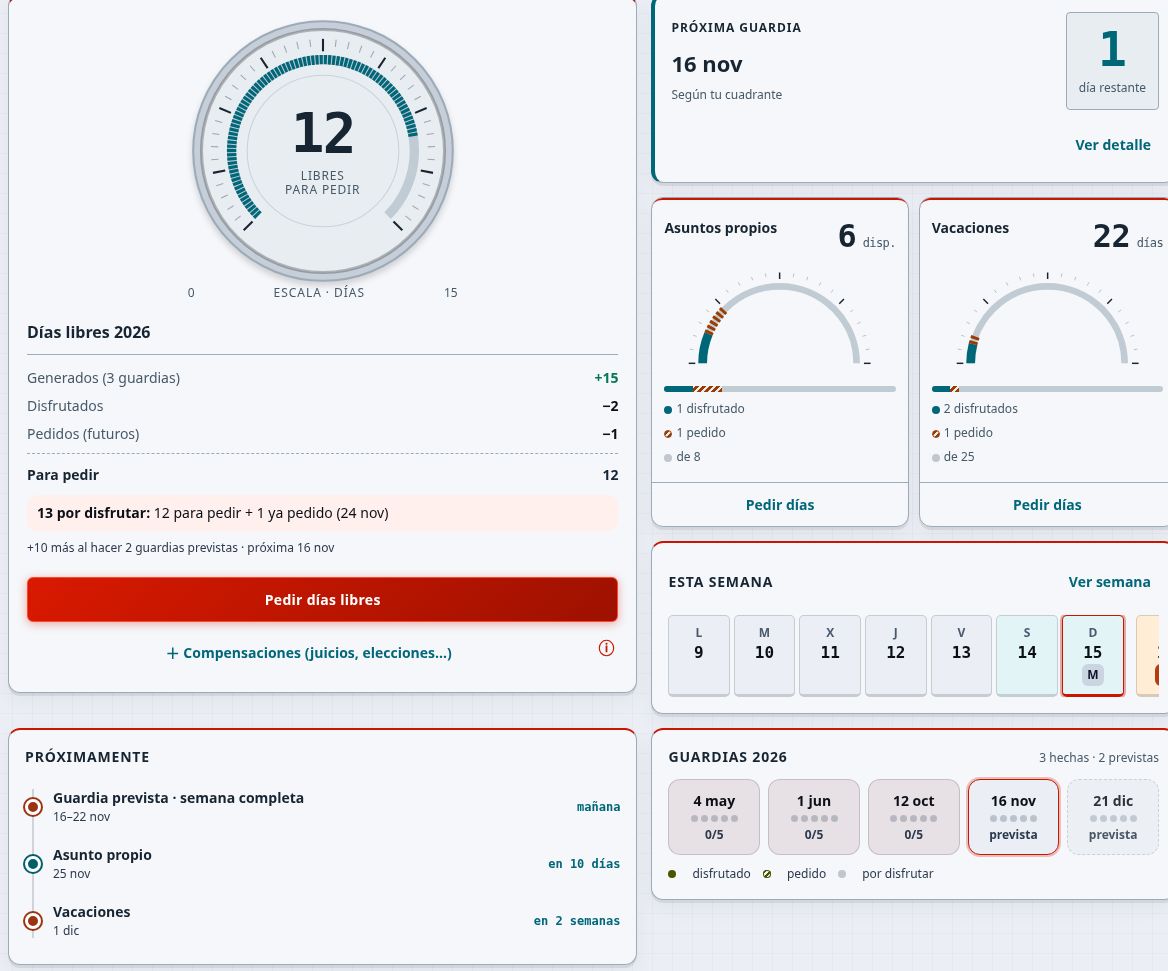 12
LIBRES
PARA PEDIR
0 ESCALA · DÍAS 15
Días libres 2026
Generados (3 guardias) +15
Disfrutados −2
Pedidos (futuros) −1
Para pedir 12
13 por disfrutar: 12 para pedir + 1 ya pedido (24 nov)
+10 más al hacer 2 guardias previstas · próxima 16 nov
Pedir días libres
+ Compensaciones (juicios, elecciones…)
PRÓXIMAMENTE
Guardia prevista · semana completa
16–22 nov
mañana
Asunto propio
25 nov
en 10 días
Vacaciones
1 dic
en 2 semanas
PRÓXIMA GUARDIA
16 nov
Según tu cuadrante
1
día restante
Ver detalle
Asuntos propios
6 disp.
1 disfrutado
1 pedido
de 8
Pedir días
Vacaciones
22 días
2 disfrutados
1 pedido
de 25
Pedir días
ESTA SEMANA
Ver semana
L
9
M
10
X
11
J
12
V
13
S
14
D
15
M
GUARDIAS 2026
3 hechas · 2 previstas
4 may
0/5
1 jun
0/5
12 oct
0/5
16 nov
prevista
21 dic
prevista
disfrutado pedido por disfrutar